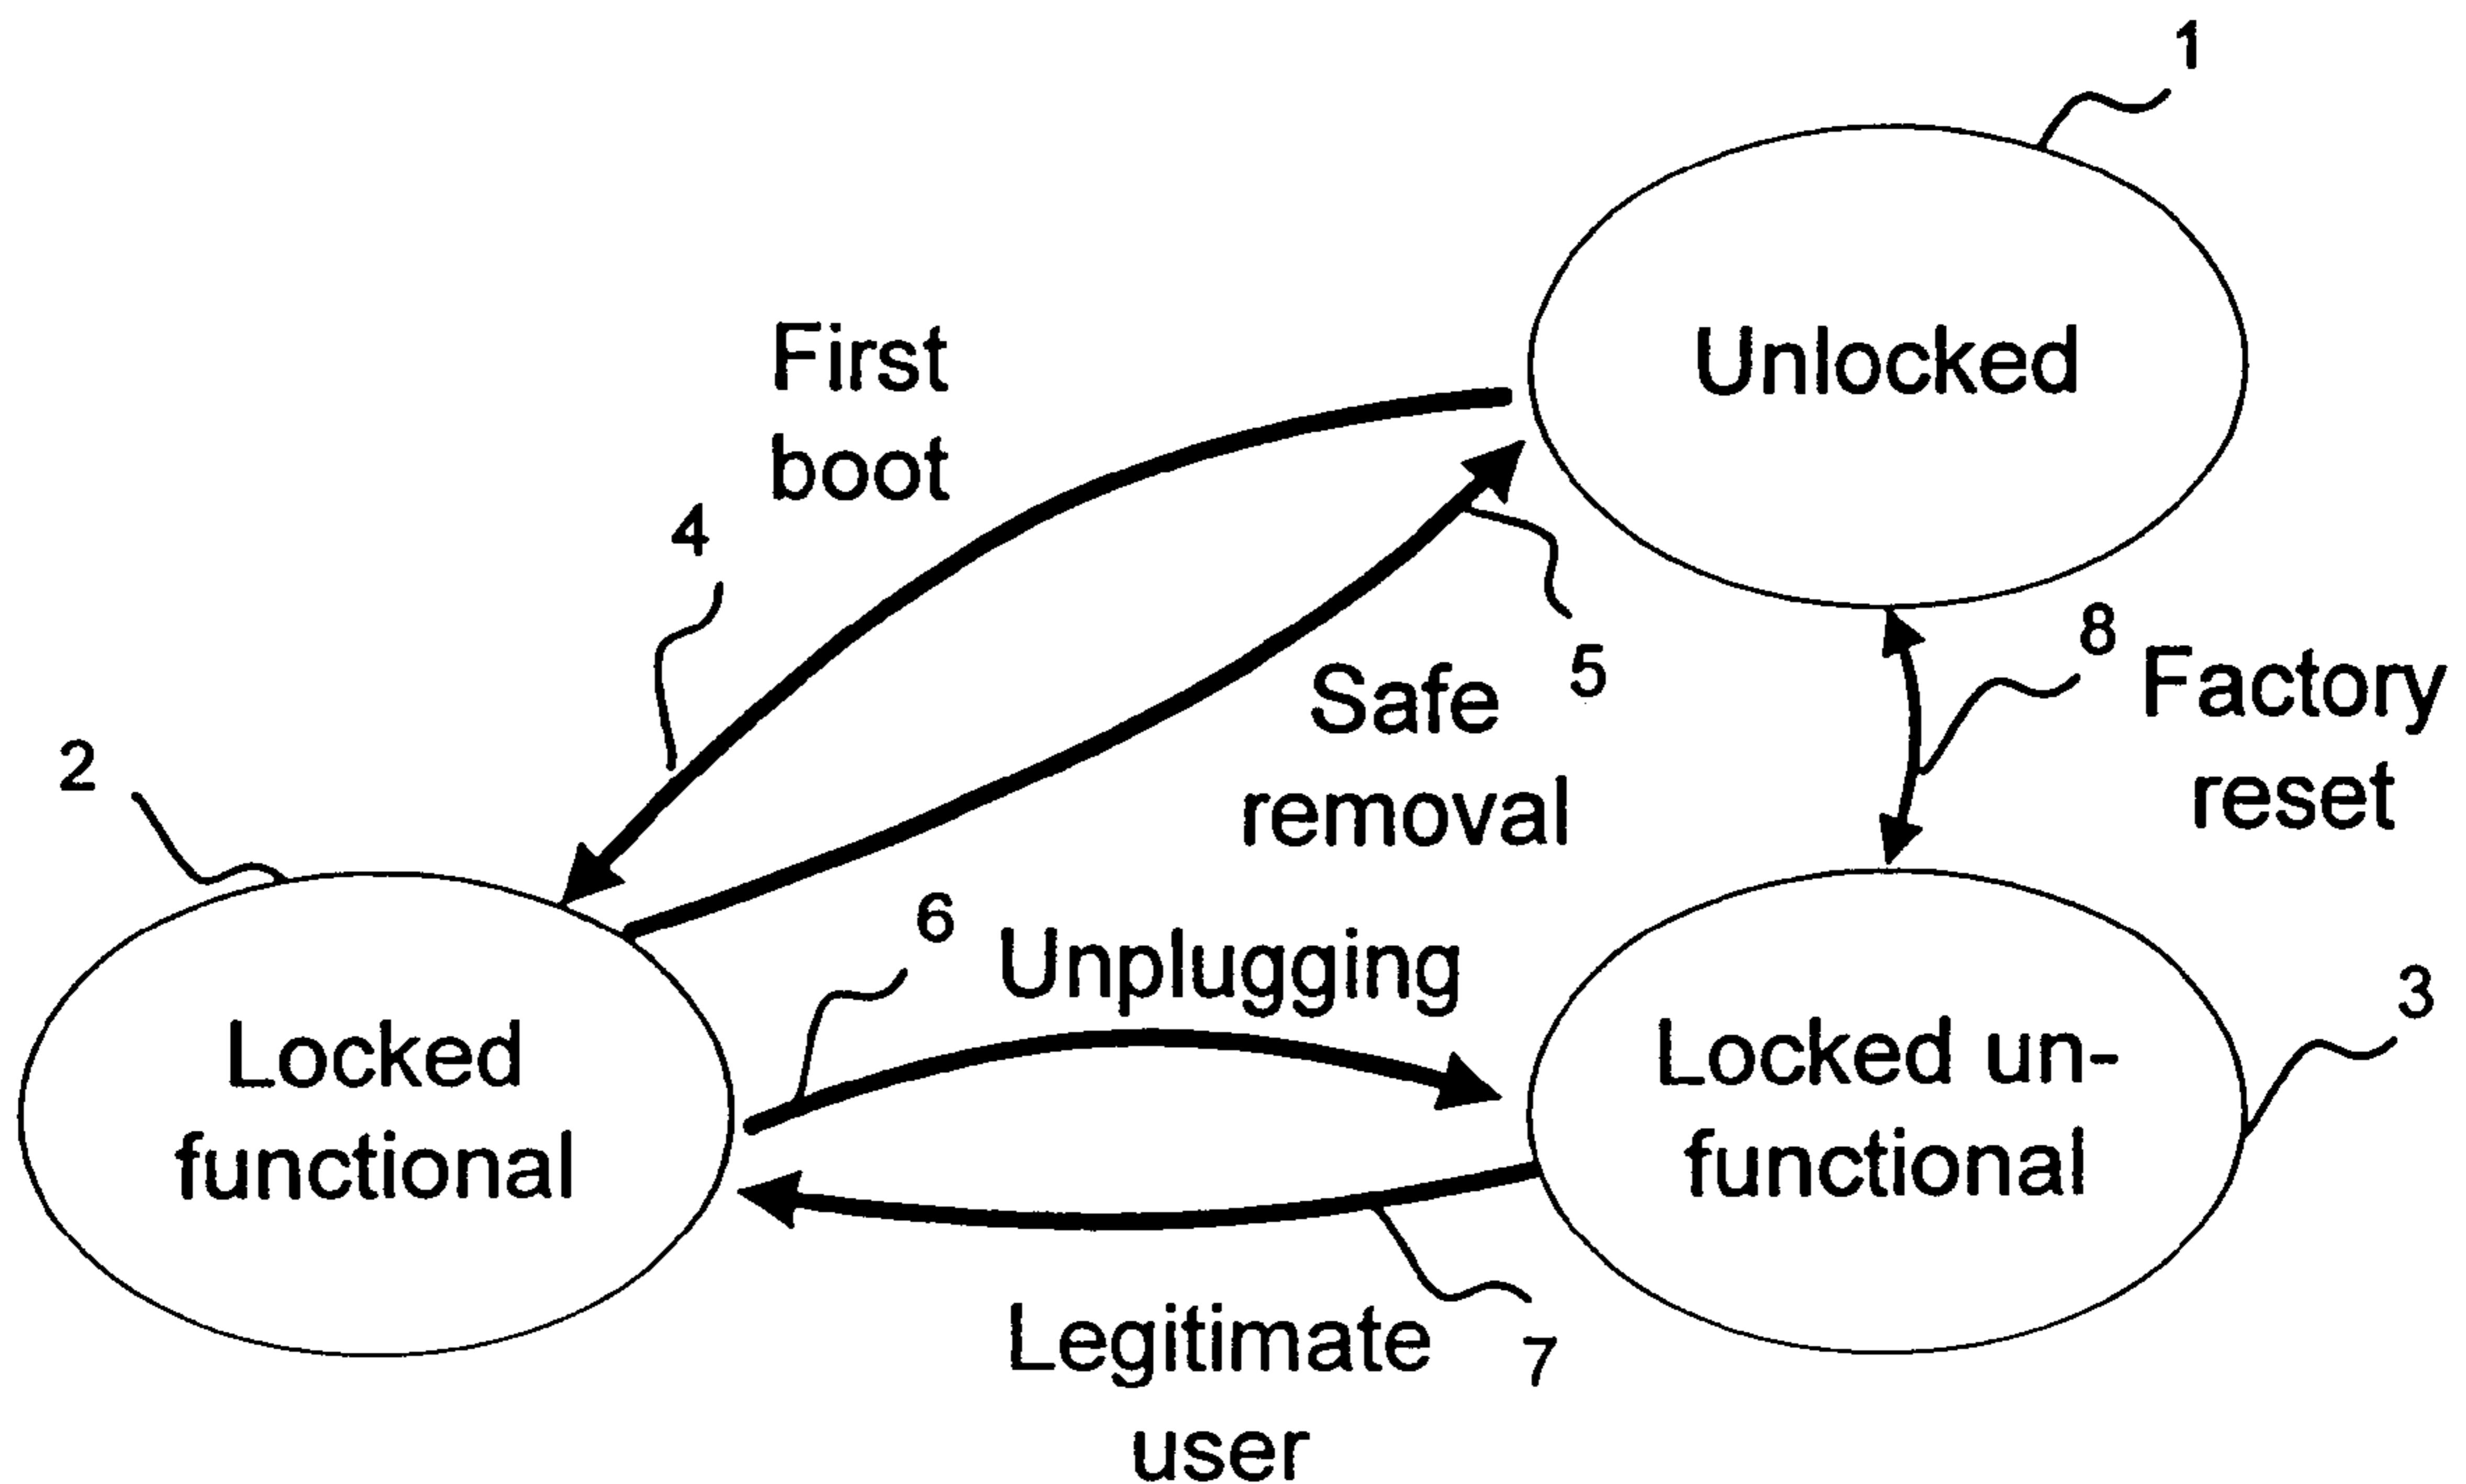 1
Unlocked
First
boot
4
5
Safe
removal
8
Factory
reset
2
6
Unplugging
3
Locked
functional
Locked un-
functional
Legitimate
user
7